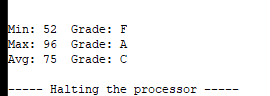 Min: 52  Grade: F
Max: 96  Grade: A
Avg: 75  Grade: C
----- Halting the processor -----